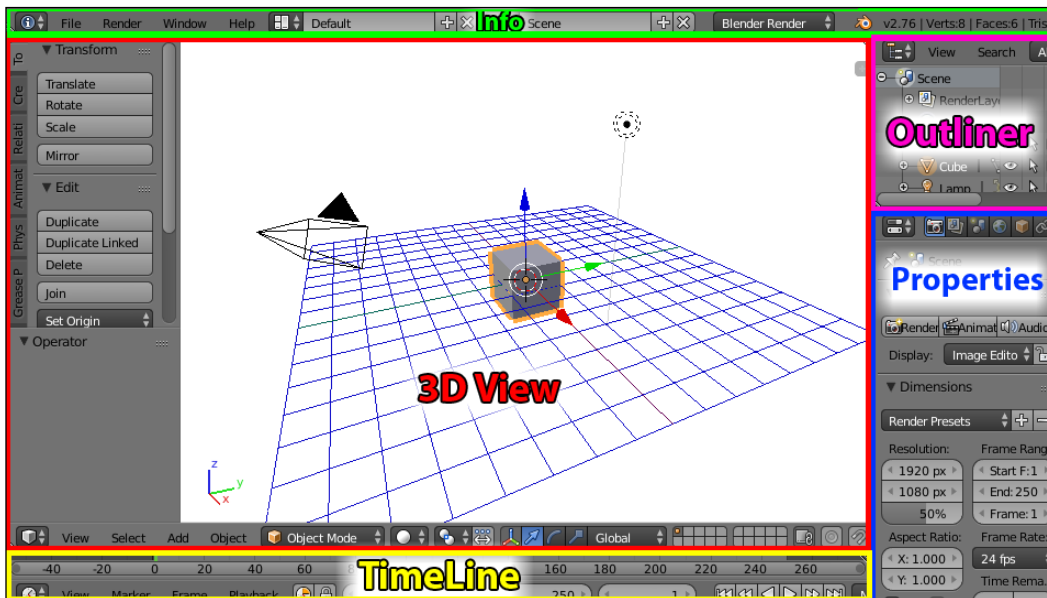 File Render Window Help Default Scene Blender Render v2.76 | Verts:8 | Faces:6 | Tris
Info
Transform
Translate
Rotate
Scale
Mirror
Edit
Duplicate
Duplicate Linked
Delete
Join
Set Origin
Operator
To
Cre
Relati
Animat
Phys
Grease P
3D View
z
y
x
View Select Add Object Object Mode Global
View Search
Scene
RenderLay
Outliner
Cube
Lamp
Scene
Properties
Render Animat Audio
Display: Image Edito
Dimensions
Render Presets
Resolution: Frame Rang
1920 px Start F:1
1080 px End: 250
50% Frame: 1
Aspect Ratio: Frame Rate:
X: 1.000 24 fps
Y: 1.000 Time Rema.
-40 -20 0 20 40 60 160 180 200 220 240 260
TimeLine
View Marker Frame Playback 250 1